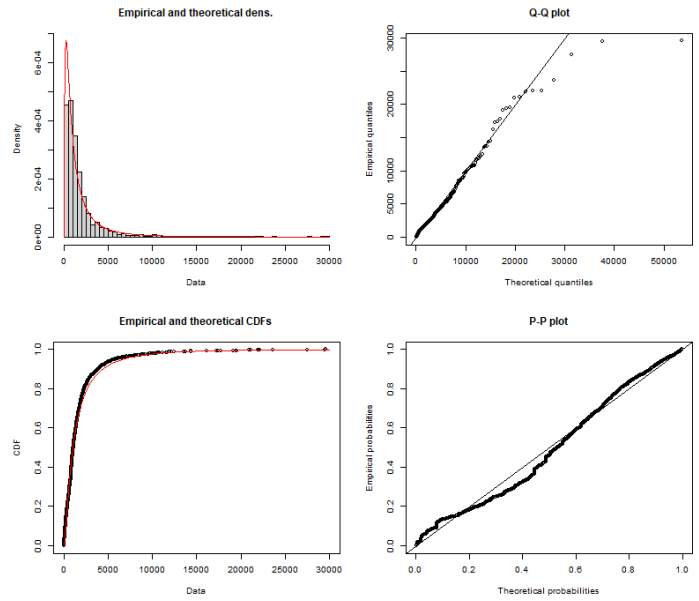 Empirical and theoretical dens.
Density
0e+00 2e-04 4e-04 6e-04
0 5000 10000 15000 20000 25000 30000
Data
Q-Q plot
Empirical quantiles
0 10000 20000 30000
0 10000 20000 30000 40000 50000
Theoretical quantiles
Empirical and theoretical CDFs
CDF
0.0 0.2 0.4 0.6 0.8 1.0
0 5000 10000 15000 20000 25000 30000
Data
P-P plot
Empirical probabilities
0.0 0.2 0.4 0.6 0.8 1.0
0.0 0.2 0.4 0.6 0.8 1.0
Theoretical probabilities